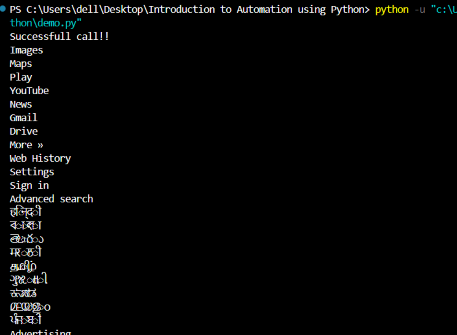 PS C:\Users\dell\Desktop\Introduction to Automation using Python> python -u "c:\U
thon\demo.py"
Successfull call!!
Images
Maps
Play
YouTube
News
Gmail
Drive
More »
Web History
Settings
Sign in
Advanced search
हिन्दी
বাংলা
తెలుగు
मराठी
தமிழ்
ગુજરાતી
ಕನ್ನಡ
മലയാളം
ਪੰਜਾਬੀ
Advertising